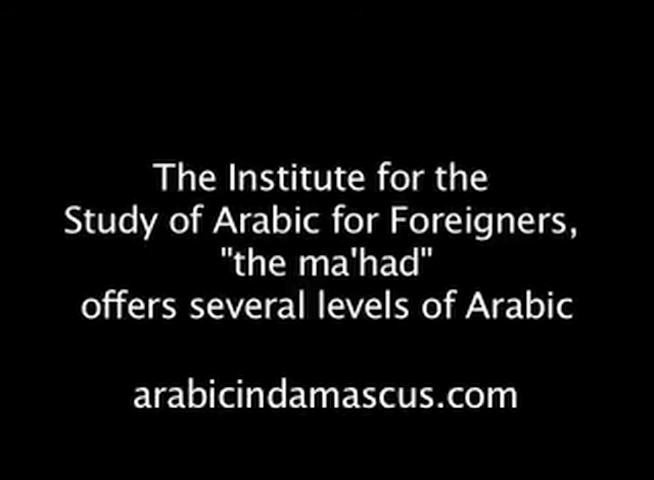 The Institute for the
Study of Arabic for Foreigners,
"the ma'had"
offers several levels of Arabic
arabicindamascus.com